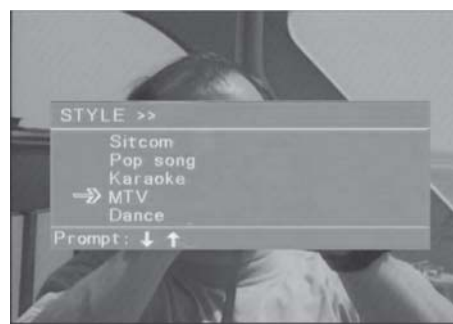 STYLE >>
Sitcom
Pop song
Karaoke
MTV
Dance
Prompt: ↓ ↑